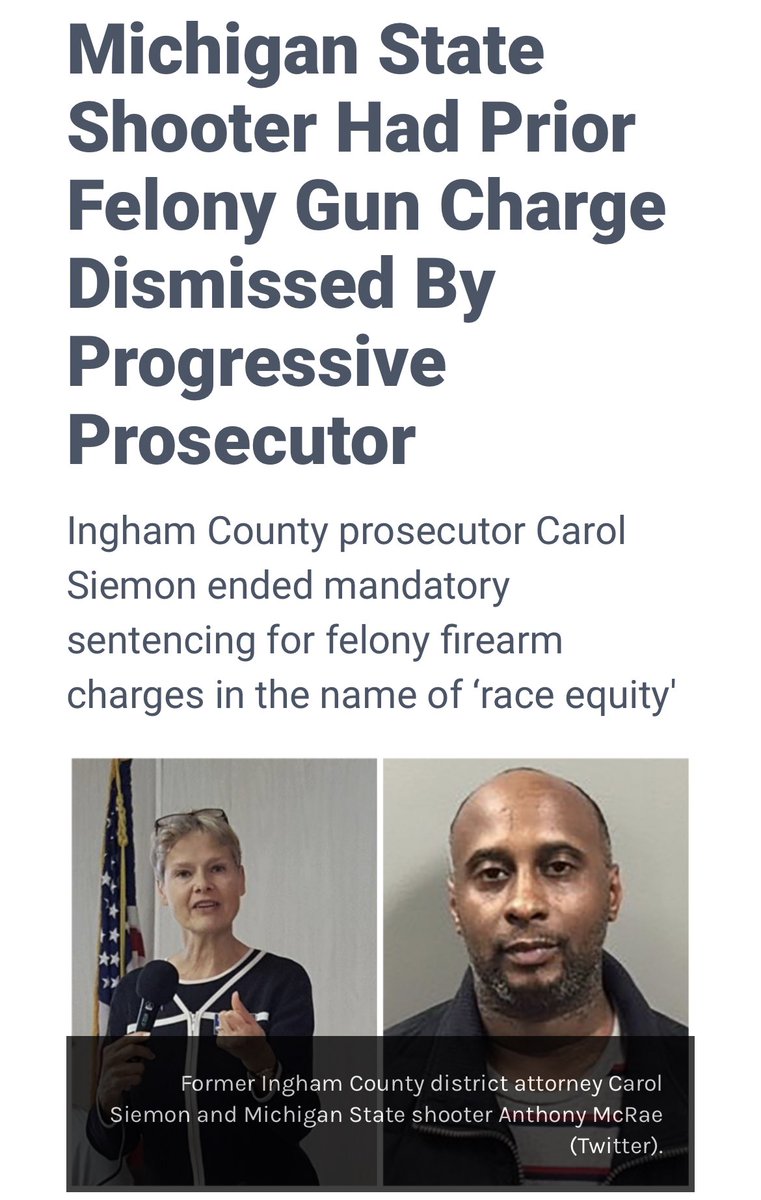 Michigan State
Shooter Had Prior
Felony Gun Charge
Dismissed By
Progressive
Prosecutor
Ingham County prosecutor Carol
Siemon ended mandatory
sentencing for felony firearm
charges in the name of ‘race equity'
Former Ingham County district attorney Carol
Siemon and Michigan State shooter Anthony McRae
(Twitter).